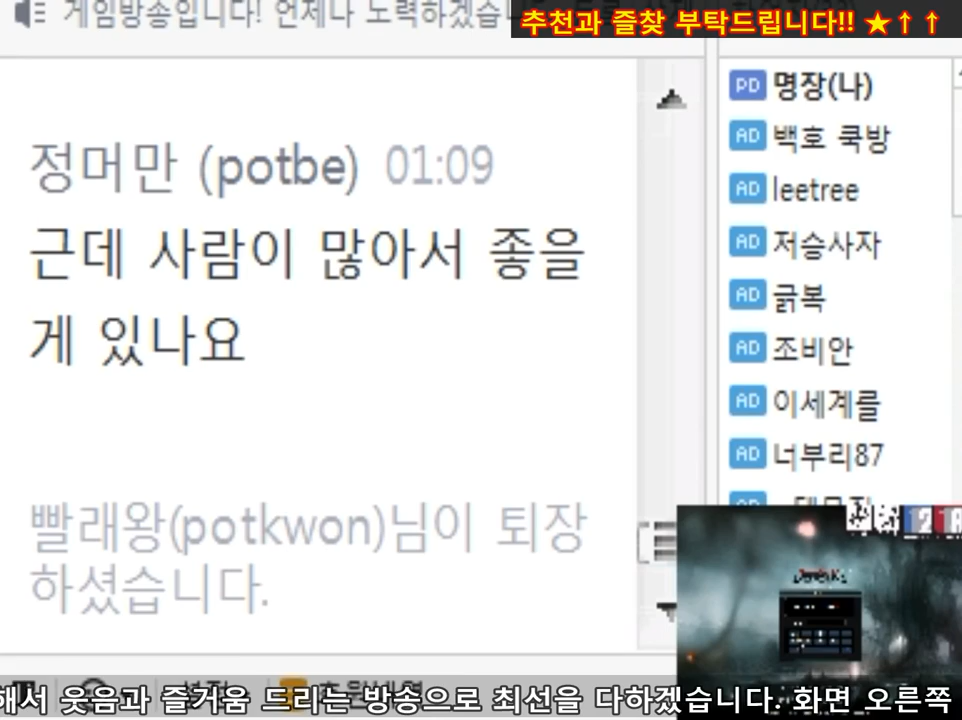 게임방송입니다! 언제나 노력하겠습
추천과 즐찾 부탁드립니다!! ★↑↑
정머만 (potbe) 01:09
근데 사람이 많아서 좋을
게 있나요
빨래왕(potkwon)님이 퇴장
하셨습니다.
PD 명장(나)
AD 백호 쿡방
AD leetree
AD 저승사자
AD 긁복
AD 조비안
AD 이세계를
AD 너부리87
AD
해서 웃음과 즐거움 드리는 방송으로 최선을 다하겠습니다. 화면 오른쪽